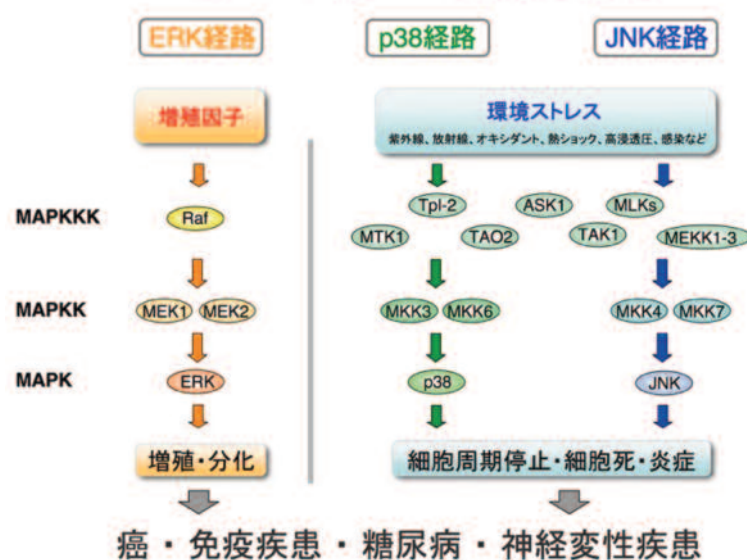 ERK経路 p38経路 JNK経路
増殖因子 環境ストレス
紫外線、放射線、オキシダント、熱ショック、高浸透圧、感染など
MAPKKK Raf Tpl-2 ASK1 MLKs
MTK1 TAO2 TAK1 MEKK1-3
MAPKK MEK1 MEK2 MKK3 MKK6 MKK4 MKK7
MAPK ERK p38 JNK
増殖・分化 細胞周期停止・細胞死・炎症
癌・免疫疾患・糖尿病・神経変性疾患